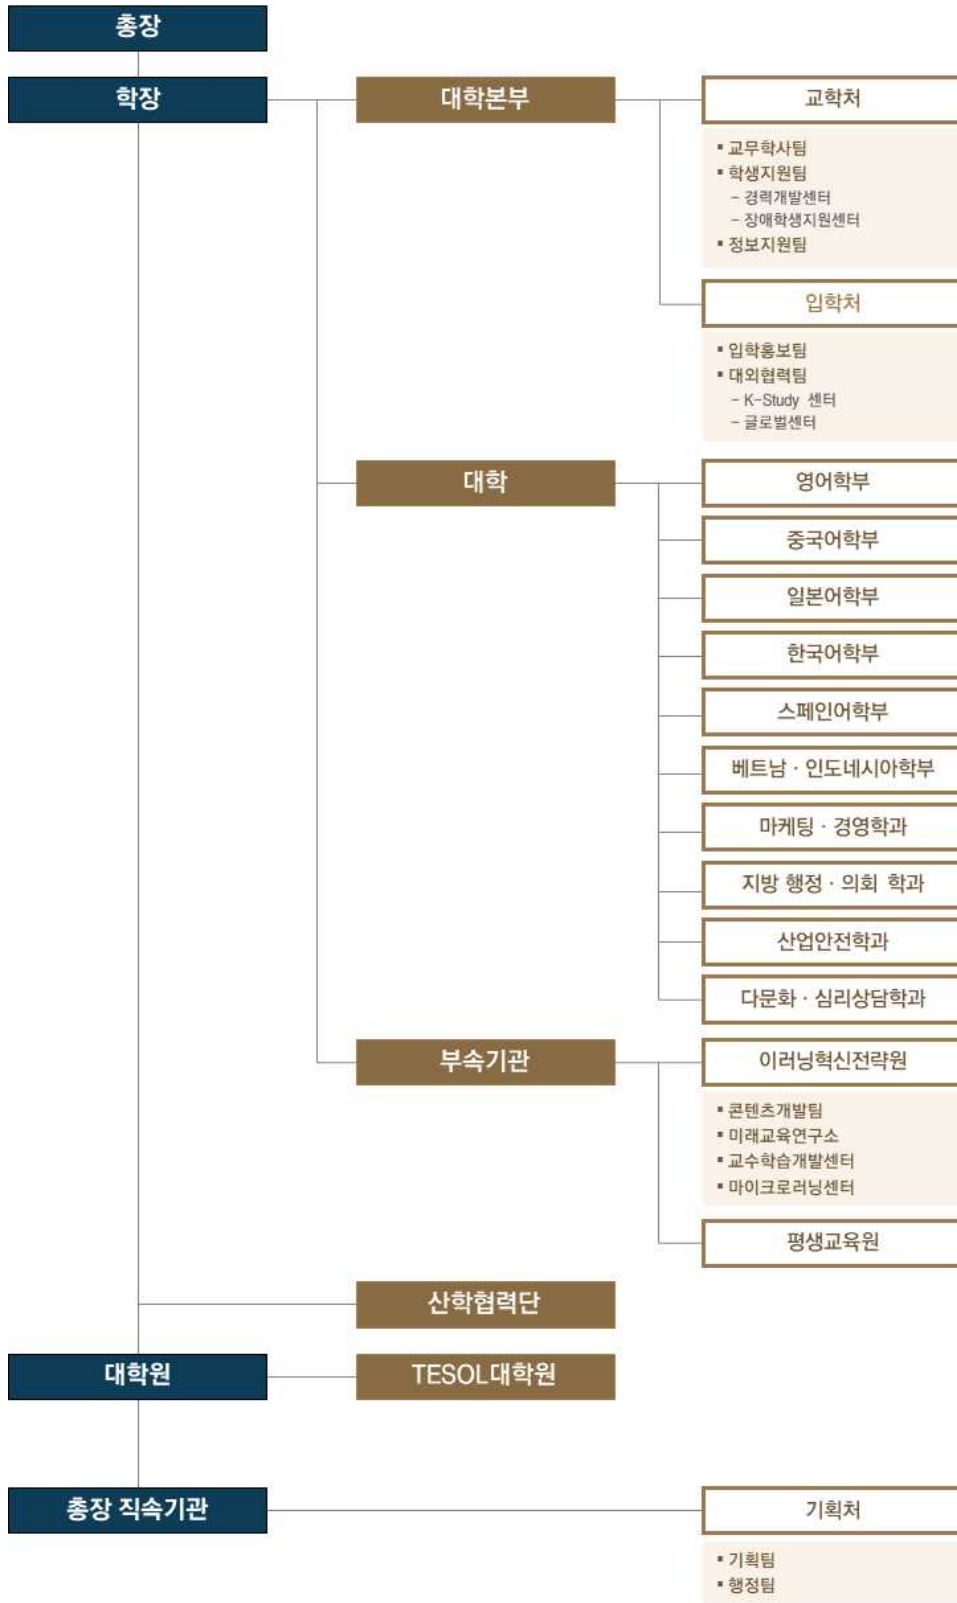 총장
학장
대학본부
교학처
▪ 교무학사팀
▪ 학생지원팀
– 경력개발센터
– 장애학생지원센터
▪ 정보지원팀
입학처
▪ 입학홍보팀
▪ 대외협력팀
– K-Study 센터
– 글로벌센터
대학
영어학부
중국어학부
일본어학부
한국어학부
스페인어학부
베트남 · 인도네시아학부
마케팅 · 경영학과
지방 행정 · 의회 학과
산업안전학과
다문화 · 심리상담학과
부속기관
이러닝혁신전략원
▪ 콘텐츠개발팀
▪ 미래교육연구소
▪ 교수학습개발센터
▪ 마이크로러닝센터
평생교육원
산학협력단
대학원
TESOL대학원
총장 직속기관
기획처
▪ 기획팀
▪ 행정팀